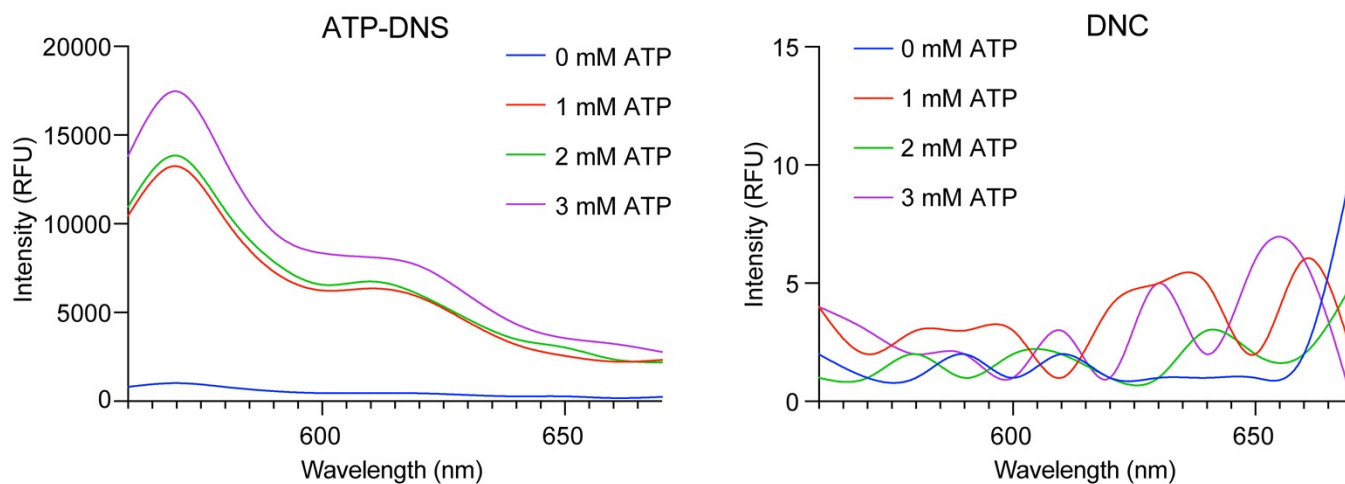 ATP-DNS
20000
15000
10000
5000
0
Intensity (RFU)
0 mM ATP
1 mM ATP
2 mM ATP
3 mM ATP
600
650
Wavelength (nm)
DNC
15
10
5
0
Intensity (RFU)
0 mM ATP
1 mM ATP
2 mM ATP
3 mM ATP
600
650
Wavelength (nm)